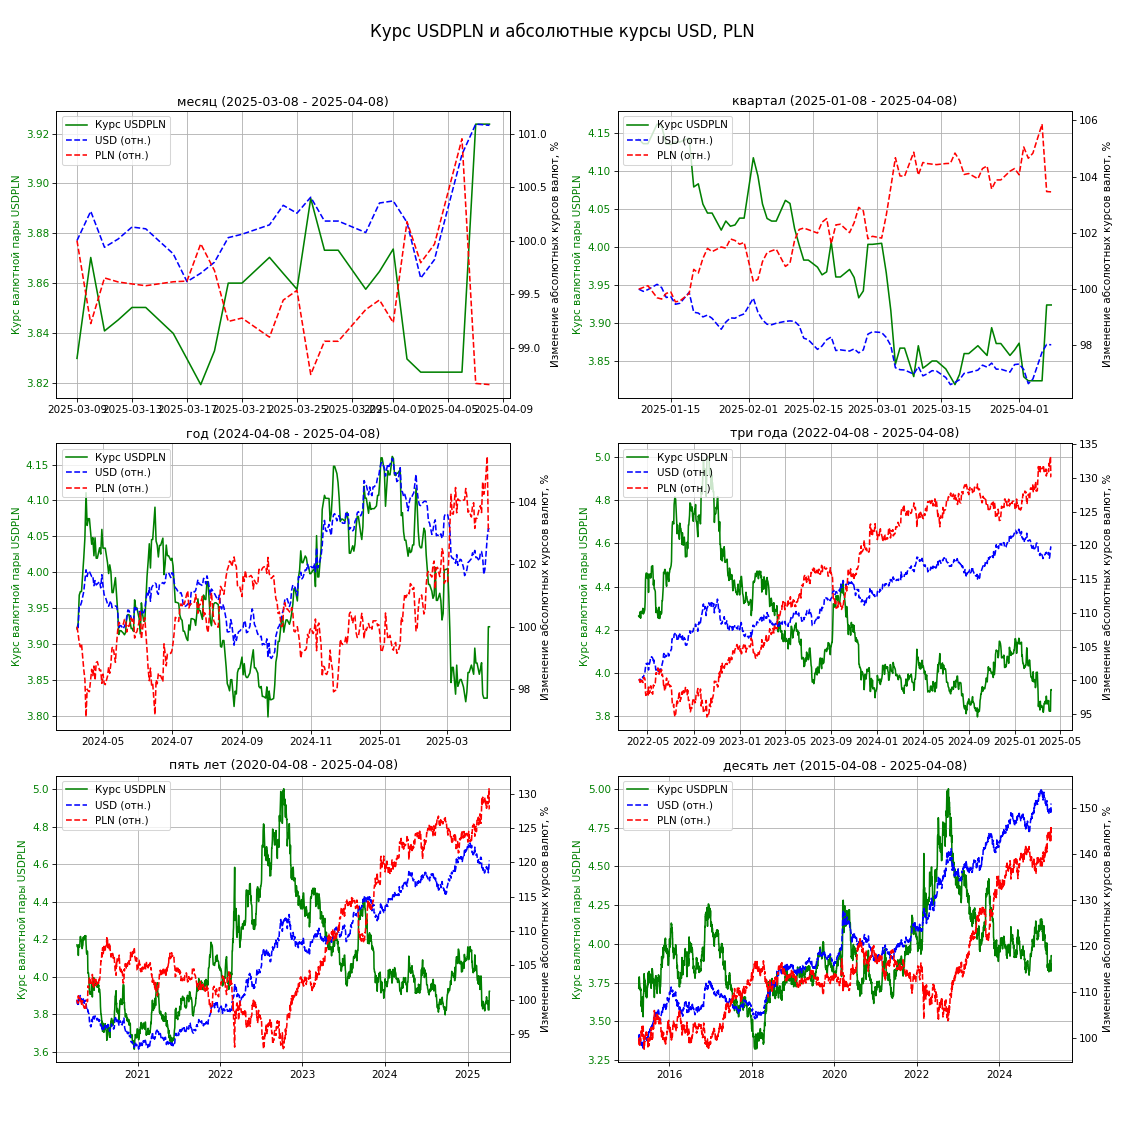 Курс USDPLN и абсолютные курсы USD, PLN
месяц (2025-03-08 - 2025-04-08)
Курс USDPLN
USD (отн.)
PLN (отн.)
Курс валютной пары USDPLN
3.92
3.90
3.88
3.86
3.84
3.82
101.0
100.5
100.0
99.5
99.0
Изменение абсолютных курсов валют, %
2025-03-09 2025-03-13 2025-03-17 2025-03-21 2025-03-25 2025-03-29 2025-04-01 2025-04-05 2025-04-09
квартал (2025-01-08 - 2025-04-08)
Курс USDPLN
USD (отн.)
PLN (отн.)
Курс валютной пары USDPLN
4.15
4.10
4.05
4.00
3.95
3.90
3.85
106
104
102
100
98
Изменение абсолютных курсов валют, %
2025-01-15 2025-02-01 2025-02-15 2025-03-01 2025-03-15 2025-04-01
год (2024-04-08 - 2025-04-08)
Курс USDPLN
USD (отн.)
PLN (отн.)
Курс валютной пары USDPLN
4.15
4.10
4.05
4.00
3.95
3.90
3.85
3.80
104
102
100
98
Изменение абсолютных курсов валют, %
2024-05 2024-07 2024-09 2024-11 2025-01 2025-03
три года (2022-04-08 - 2025-04-08)
Курс USDPLN
USD (отн.)
PLN (отн.)
Курс валютной пары USDPLN
5.0
4.8
4.6
4.4
4.2
4.0
3.8
135
130
125
120
115
110
105
100
95
Изменение абсолютных курсов валют, %
2022-05 2022-09 2023-01 2023-05 2023-09 2024-01 2024-05 2024-09 2025-01 2025-05
пять лет (2020-04-08 - 2025-04-08)
Курс USDPLN
USD (отн.)
PLN (отн.)
Курс валютной пары USDPLN
5.0
4.8
4.6
4.4
4.2
4.0
3.8
3.6
130
125
120
115
110
105
100
95
Изменение абсолютных курсов валют, %
2021 2022 2023 2024 2025
десять лет (2015-04-08 - 2025-04-08)
Курс USDPLN
USD (отн.)
PLN (отн.)
Курс валютной пары USDPLN
5.00
4.75
4.50
4.25
4.00
3.75
3.50
3.25
150
140
130
120
110
100
Изменение абсолютных курсов валют, %
2016 2018 2020 2022 2024